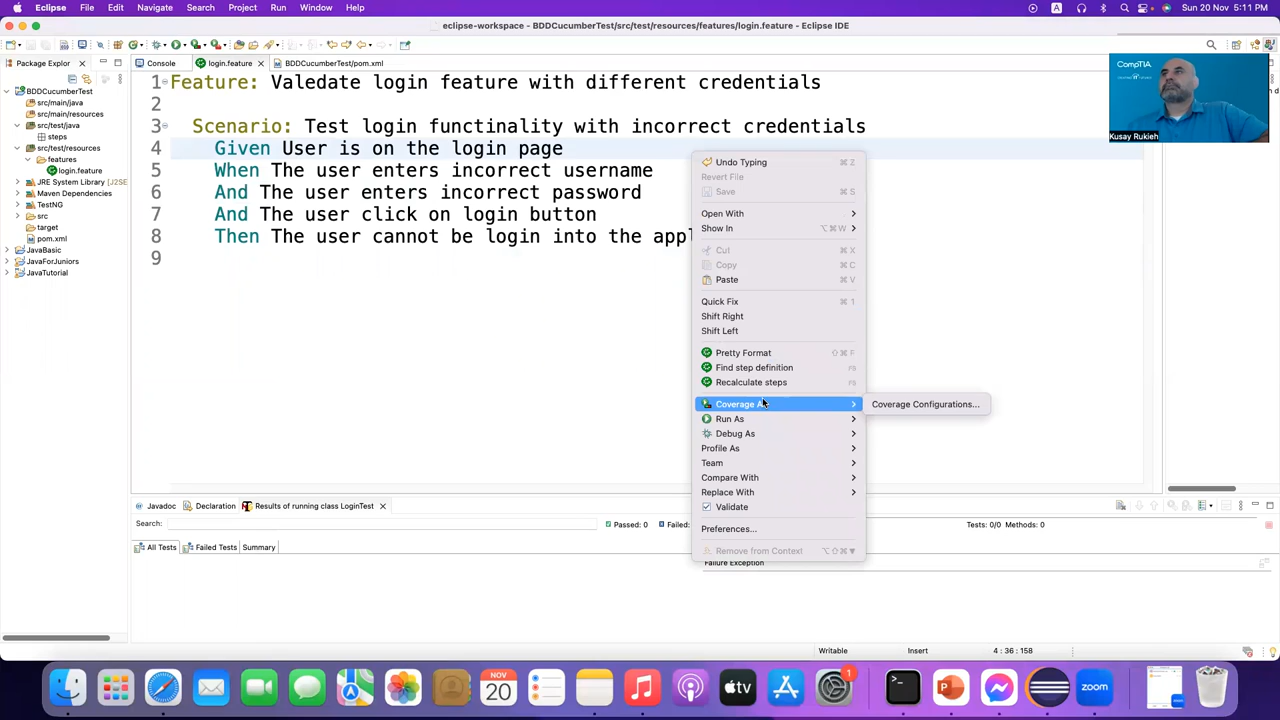 Eclipse File Edit Navigate Search Project Run Window Help
A Sun 20 Nov 5:11 PM
eclipse-workspace - BDDCucumberTest/src/test/resources/features/login.feature - Eclipse IDE
Package Explor
Console login.feature BDDCucumberTest/pom.xml
BDDCucumberTest
src/main/java
src/main/resources
src/test/java
steps
src/test/resources
features
login.feature
JRE System Library [J2SE
Maven Dependencies
TestNG
src
target
pom.xml
JavaBasic
JavaForJuniors
JavaTutorial
1 Feature: Valedate login feature with different credentials
2
3 Scenario: Test login functinality with incorrect credentials
4 Given User is on the login page
5 When The user enters incorrect username
6 And The user enters incorrect password
7 And The user click on login button
8 Then The user cannot be login into the appl
9
CompTIA
Kusay Rukieh
Undo Typing ⌘Z
Revert File
Save ⌘S
Open With
Show In ⌥⌘W
Cut ⌘X
Copy ⌘C
Paste ⌘V
Quick Fix ⌘1
Shift Right
Shift Left
Pretty Format ⇧⌘F
Find step definition
Recalculate steps
Coverage A Coverage Configurations...
Run As
Debug As
Profile As
Team
Compare With
Replace With
Validate
Preferences...
Remove from Context ⌥⇧⌘▼
Javadoc Declaration Results of running class LoginTest
Search: Passed: 0 Failed: Tests: 0/0 Methods: 0
All Tests Failed Tests Summary
Failure Exception
Writable Insert 4 : 36 : 158
NOV
20
tv
1
zoom